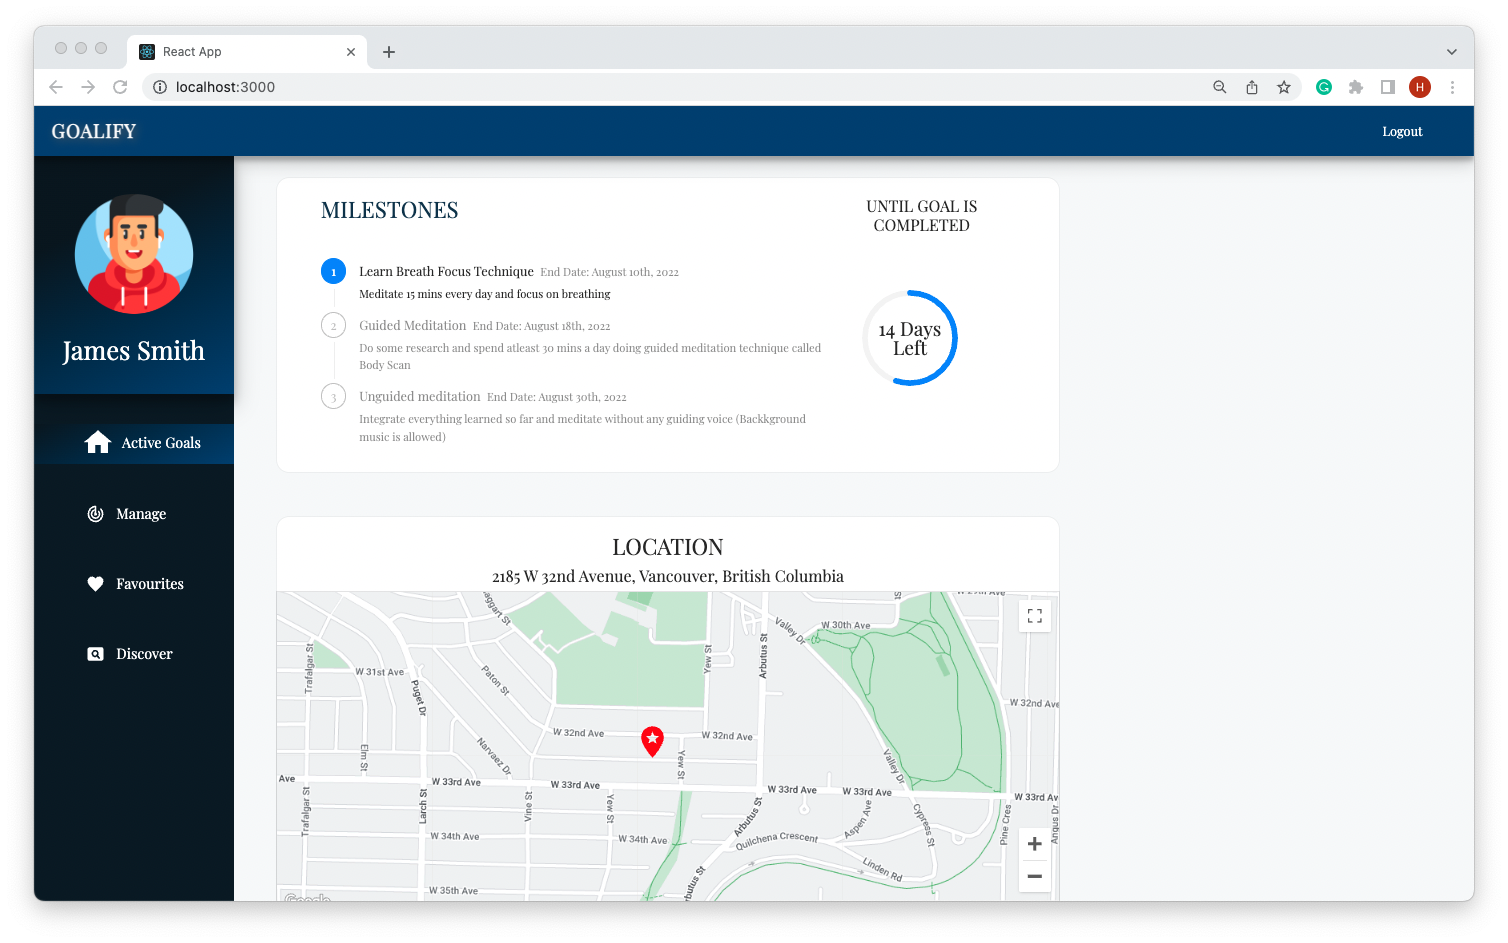 React App
localhost:3000
H
GOALIFY
Logout
James Smith
Active Goals
Manage
Favourites
Discover
MILESTONES
1 Learn Breath Focus Technique End Date: August 10th, 2022
Meditate 15 mins every day and focus on breathing
2 Guided Meditation End Date: August 18th, 2022
Do some research and spend atleast 30 mins a day doing guided meditation technique called
Body Scan
3 Unguided meditation End Date: August 30th, 2022
Integrate everything learned so far and meditate without any guiding voice (Backkground
music is allowed)
UNTIL GOAL IS
COMPLETED
14 Days
Left
LOCATION
2185 W 32nd Avenue, Vancouver, British Columbia
W 29th Ave
St
Valley Dr
W 30th Ave
Trafalgar St
W 31st Ave
Puget Dr
Paton St
Yew St
Arbutus St
W 32nd Ave
W 32nd Ave
W 32nd Ave
Elm St
Narvaez Dr
Yew St
Valley Dr
Ave
W 33rd Ave
W 33rd Ave
W 33rd Ave
W 33rd Ave
W 33rd Av
Trafalgar St
Larch St
Vine St
Yew St
Arbutus St
Aspen Ave
Cypress St
Pine Cres
Angus Dr
W 34th Ave
W 34th Ave
Quilchena Crescent
Linden Rd
W 35th Ave
Arbutus St
Google